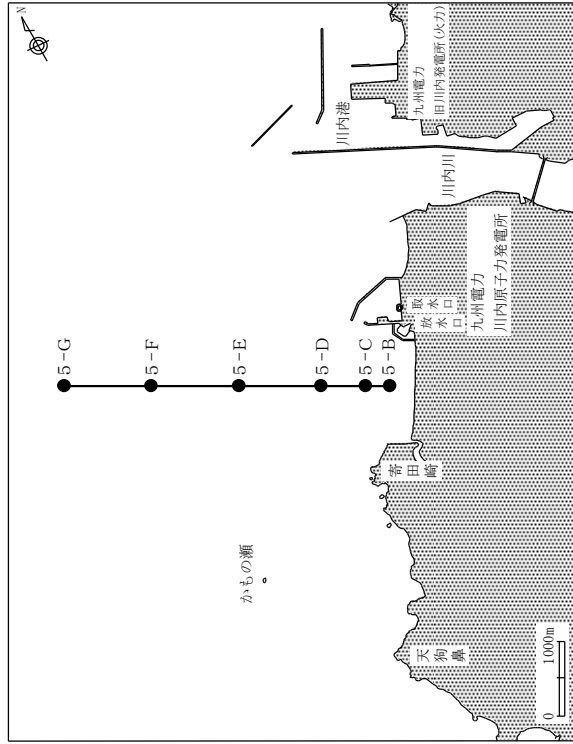 N
5-G
5-F
5-E
5-D
5-C
5-B
かもの瀬
天狗鼻
寄田崎
放水口
取水口
九州電力
川内原子力発電所
川内川
川内港
九州電力
旧川内発電所(火力)
0 1000m